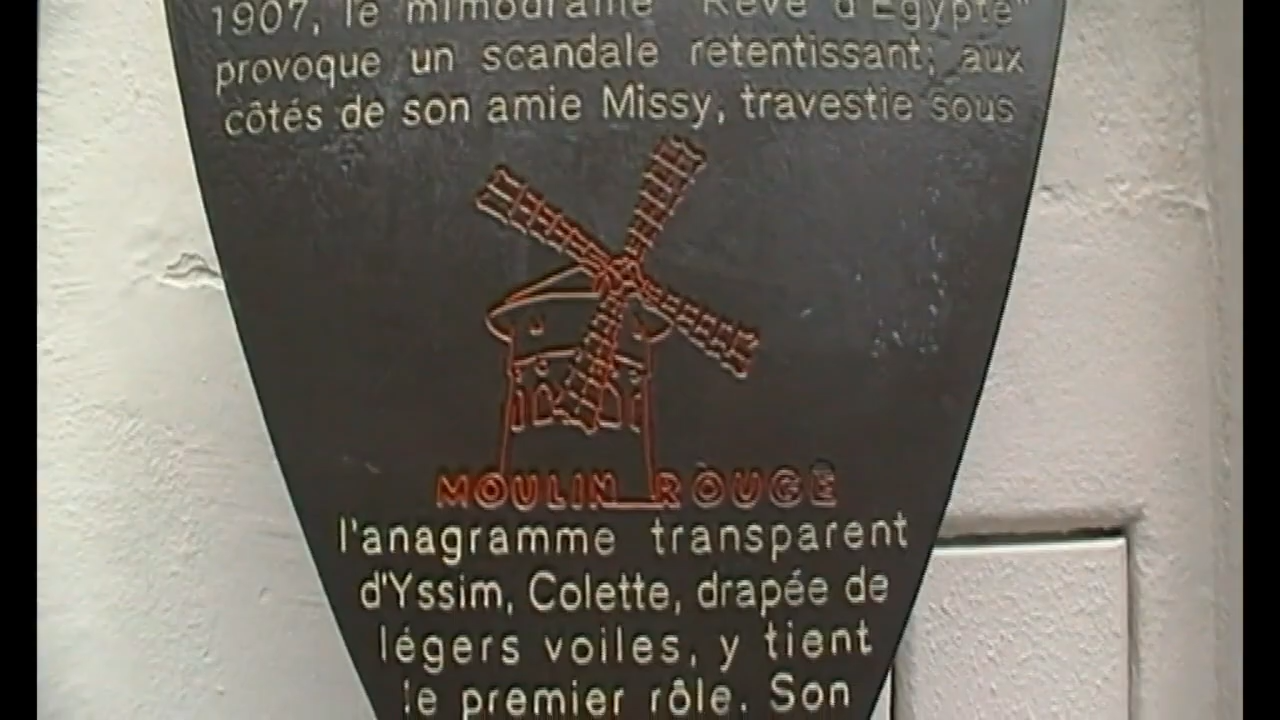 1907, le mimodrame "Rêve d'Egypte"
provoque un scandale retentissant; aux
côtés de son amie Missy, travestie sous
MOULIN ROUGE
l'anagramme transparent
d'Yssim, Colette, drapée de
légers voiles, y tient
le premier rôle. Son